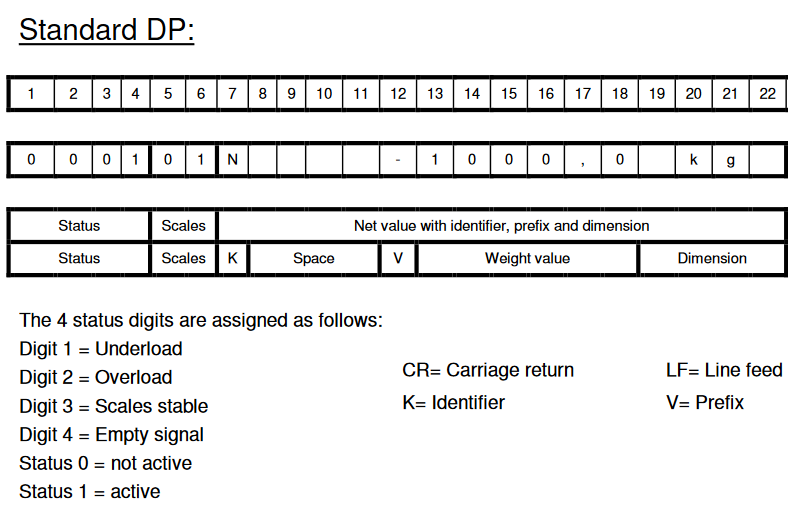 Standard DP:
1 2 3 4 5 6 7 8 9 10 11 12 13 14 15 16 17 18 19 20 21 22
0 0 0 1 0 1 N - 1 0 0 0 , 0 k g
Status Scales Net value with identifier, prefix and dimension
Status Scales K Space V Weight value Dimension
The 4 status digits are assigned as follows:
Digit 1 = Underload
Digit 2 = Overload
CR= Carriage return LF= Line feed
Digit 3 = Scales stable
K= Identifier V= Prefix
Digit 4 = Empty signal
Status 0 = not active
Status 1 = active